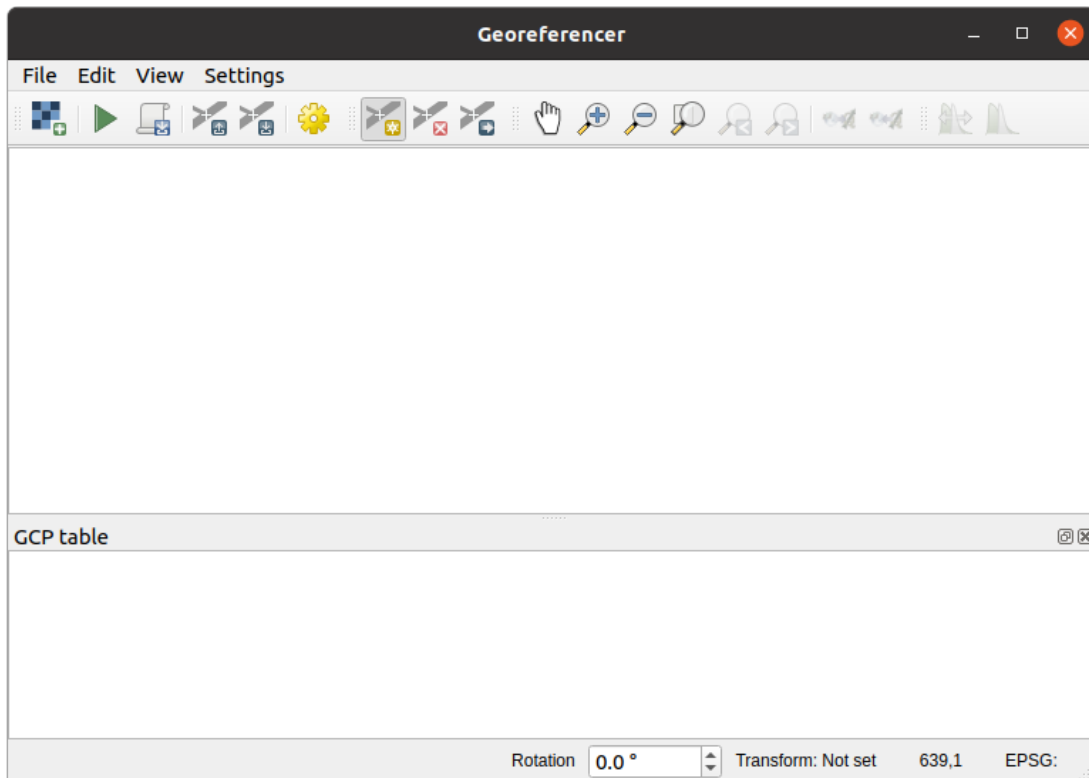 Georeferencer
File Edit View Settings
GCP table
Rotation 0.0 ° Transform: Not set 639,1 EPSG: